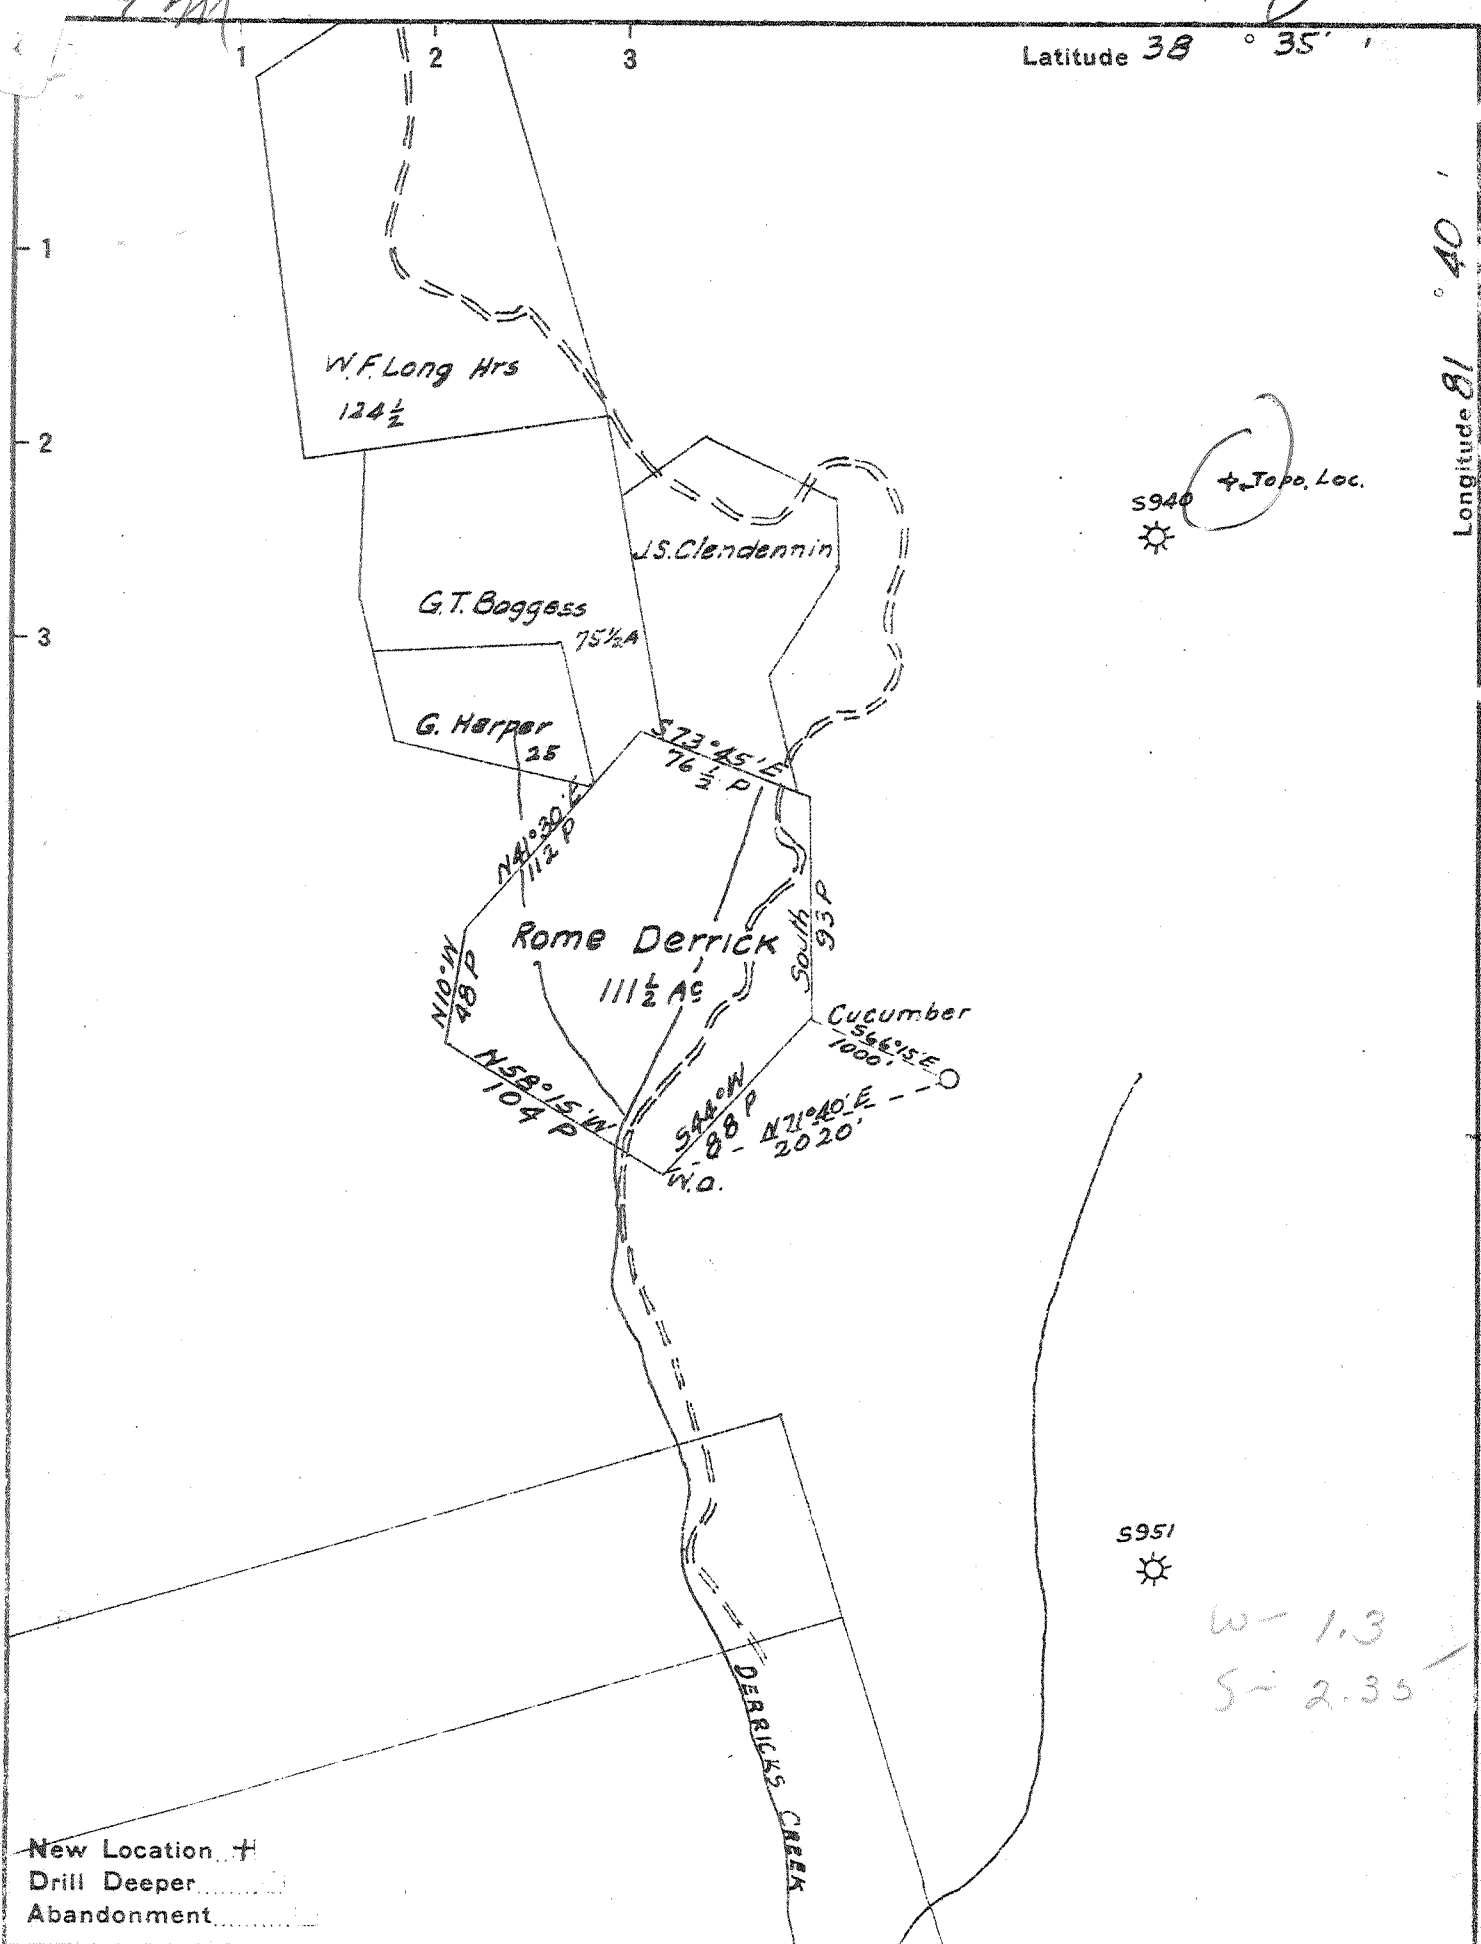 1 2 3
Latitude 38 ° 35' '
Longitude 81 ° 40 '
1
2
3
W.F. Long Hrs
124½
S940
Topo. Loc.
J.S. Clendennin
G.T. Boggess
75½A
G. Harper
25
S73°45'E
76½ P
N41°30'E
112 P
Rome Derrick
111½ Ac
South
93 P
N10°W
48 P
Cucumber
S66°15'E
1000'
N58°15'W
104 P
S44°W
88 P
N71°40'E
2020'
W.O.
S951
W- 1.3
S- 2.35
DERRICKS CREEK
New Location +
Drill Deeper
Abandonment